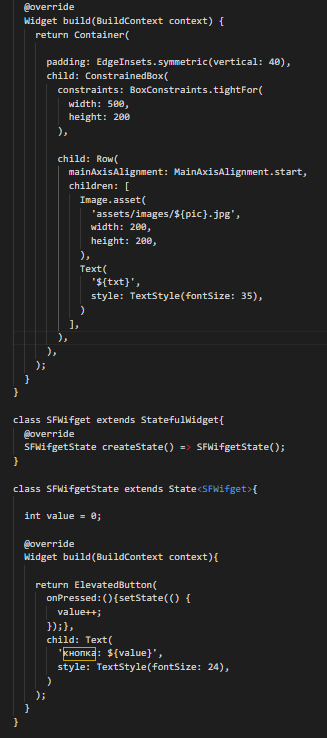 @override
Widget build(BuildContext context) {
return Container(
padding: EdgeInsets.symmetric(vertical: 40),
child: ConstrainedBox(
constraints: BoxConstraints.tightFor(
width: 500,
height: 200
),
child: Row(
mainAxisAlignment: MainAxisAlignment.start,
children: [
Image.asset(
'assets/images/${pic}.jpg',
width: 200,
height: 200,
),
Text(
'${txt}',
style: TextStyle(fontSize: 35),
)
],
),
),
);
}
}
class SFWifget extends StatefulWidget{
@override
SFWifgetState createState() => SFWifgetState();
}
class SFWifgetState extends State<SFWifget>{
int value = 0;
@override
Widget build(BuildContext context){
return ElevatedButton(
onPressed:(){setState(() {
value++;
});},
child: Text(
'кнопка: ${value}',
style: TextStyle(fontSize: 24),
)
);
}
}